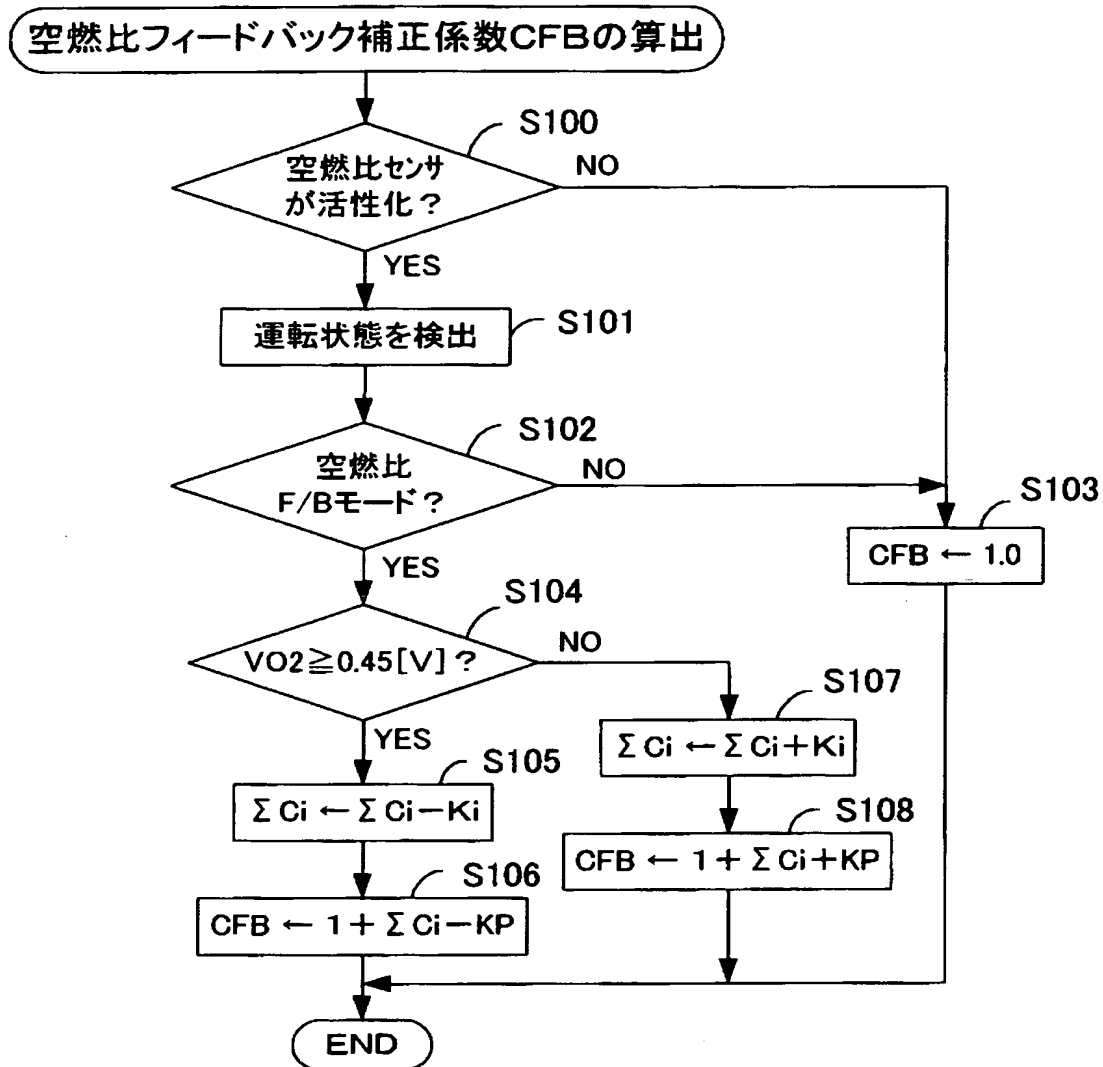 空燃比フィードバック補正係数CFBの算出
S100
空燃比センサ
が活性化？
NO
YES
運転状態を検出
S101
S102
空燃比
F/Bモード？
NO
YES
S103
CFB ← 1.0
S104
VO2≧0.45[V]？
NO
YES
S107
ΣCi ← ΣCi+Ki
S105
ΣCi ← ΣCi−Ki
S108
CFB ← 1+ΣCi+KP
S106
CFB ← 1+ΣCi−KP
END